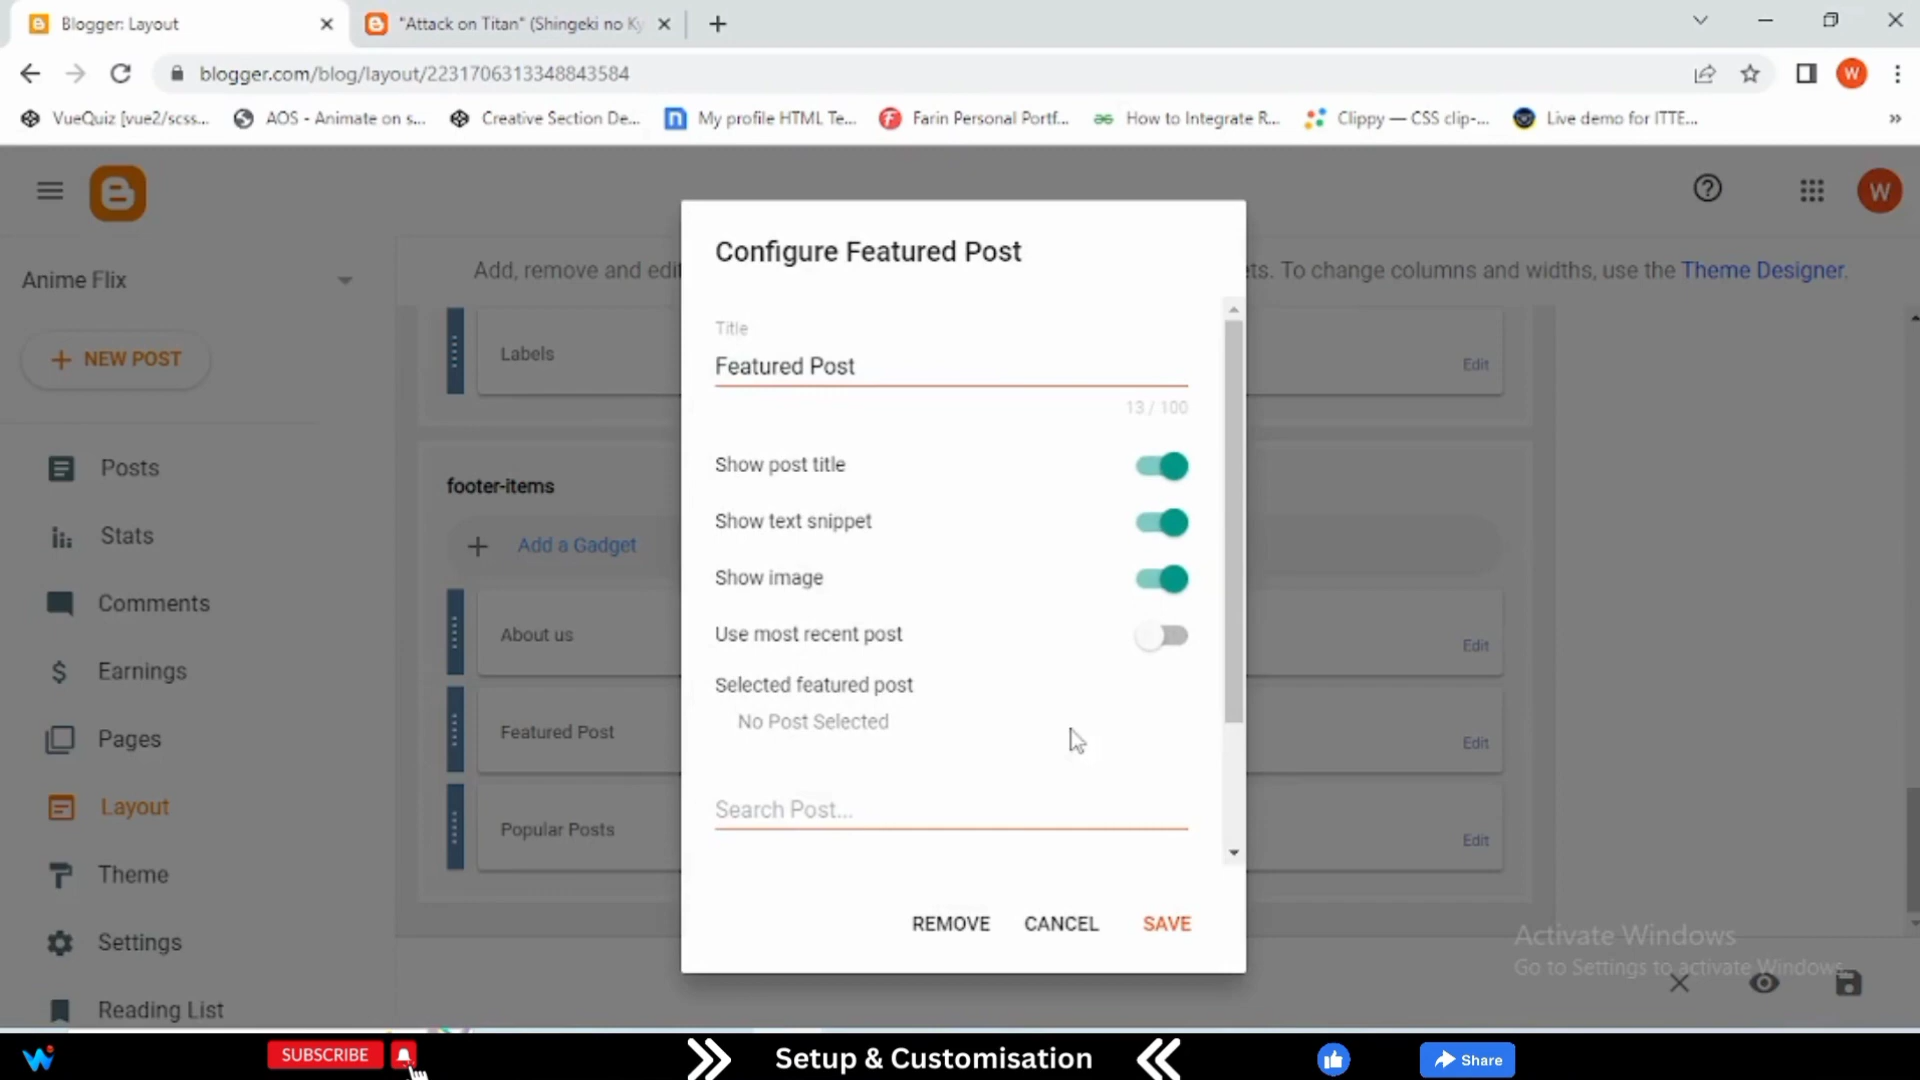 Blogger: Layout
"Attack on Titan" (Shingeki no Ky
blogger.com/blog/layout/2231706313348843584
W
VueQuiz [vue2/scss...
AOS - Animate on s...
Creative Section De...
My profile HTML Te...
Farin Personal Portf...
How to Integrate R...
Clippy — CSS clip-...
Live demo for ITTE...
W
Anime Flix
NEW POST
Posts
Stats
Comments
Earnings
Pages
Layout
Theme
Settings
Reading List
Add, remove and edi
ts. To change columns and widths, use the Theme Designer.
Labels
Edit
footer-items
Add a Gadget
About us
Edit
Featured Post
Edit
Popular Posts
Edit
Configure Featured Post
Title
Featured Post
13 / 100
Show post title
Show text snippet
Show image
Use most recent post
Selected featured post
No Post Selected
Search Post...
REMOVE CANCEL SAVE
Activate Windows
Go to Settings to activate Windows.
SUBSCRIBE
Setup & Customisation
Share